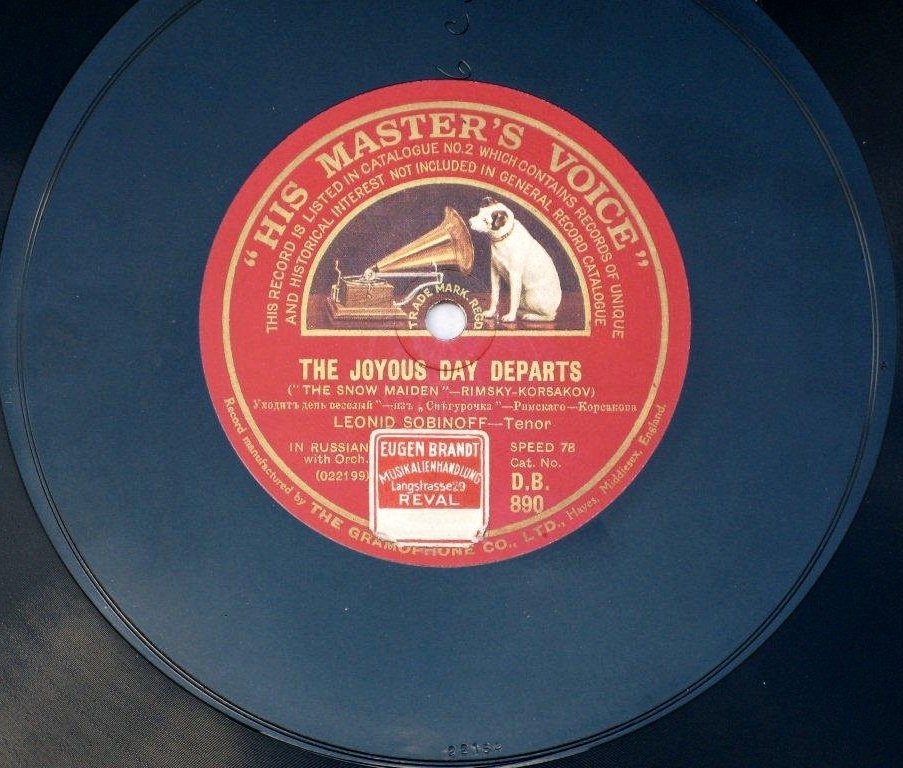 "HIS MASTER'S VOICE"
THIS RECORD IS LISTED IN CATALOGUE NO.2 WHICH CONTAINS RECORDS OF UNIQUE
AND HISTORICAL INTEREST NOT INCLUDED IN GENERAL RECORD CATALOGUE
TRADE MARK. REGD
THE JOYOUS DAY DEPARTS
("THE SNOW MAIDEN"—RIMSKY-KORSAKOV)
Уходитъ день веселый"—изъ „Снѣгурочка"—Римскаго—Корсакова
LEONID SOBINOFF—Tenor
IN RUSSIAN
with Orch.
(022199)
SPEED 78
Cat. No.
D.B.
890
EUGEN BRANDT
MUSIKALIENHANDLUNG
Langstrasse 20
REVAL
Record manufactured by THE GRAMOPHONE CO., LTD., Hayes, Middlesex, England.